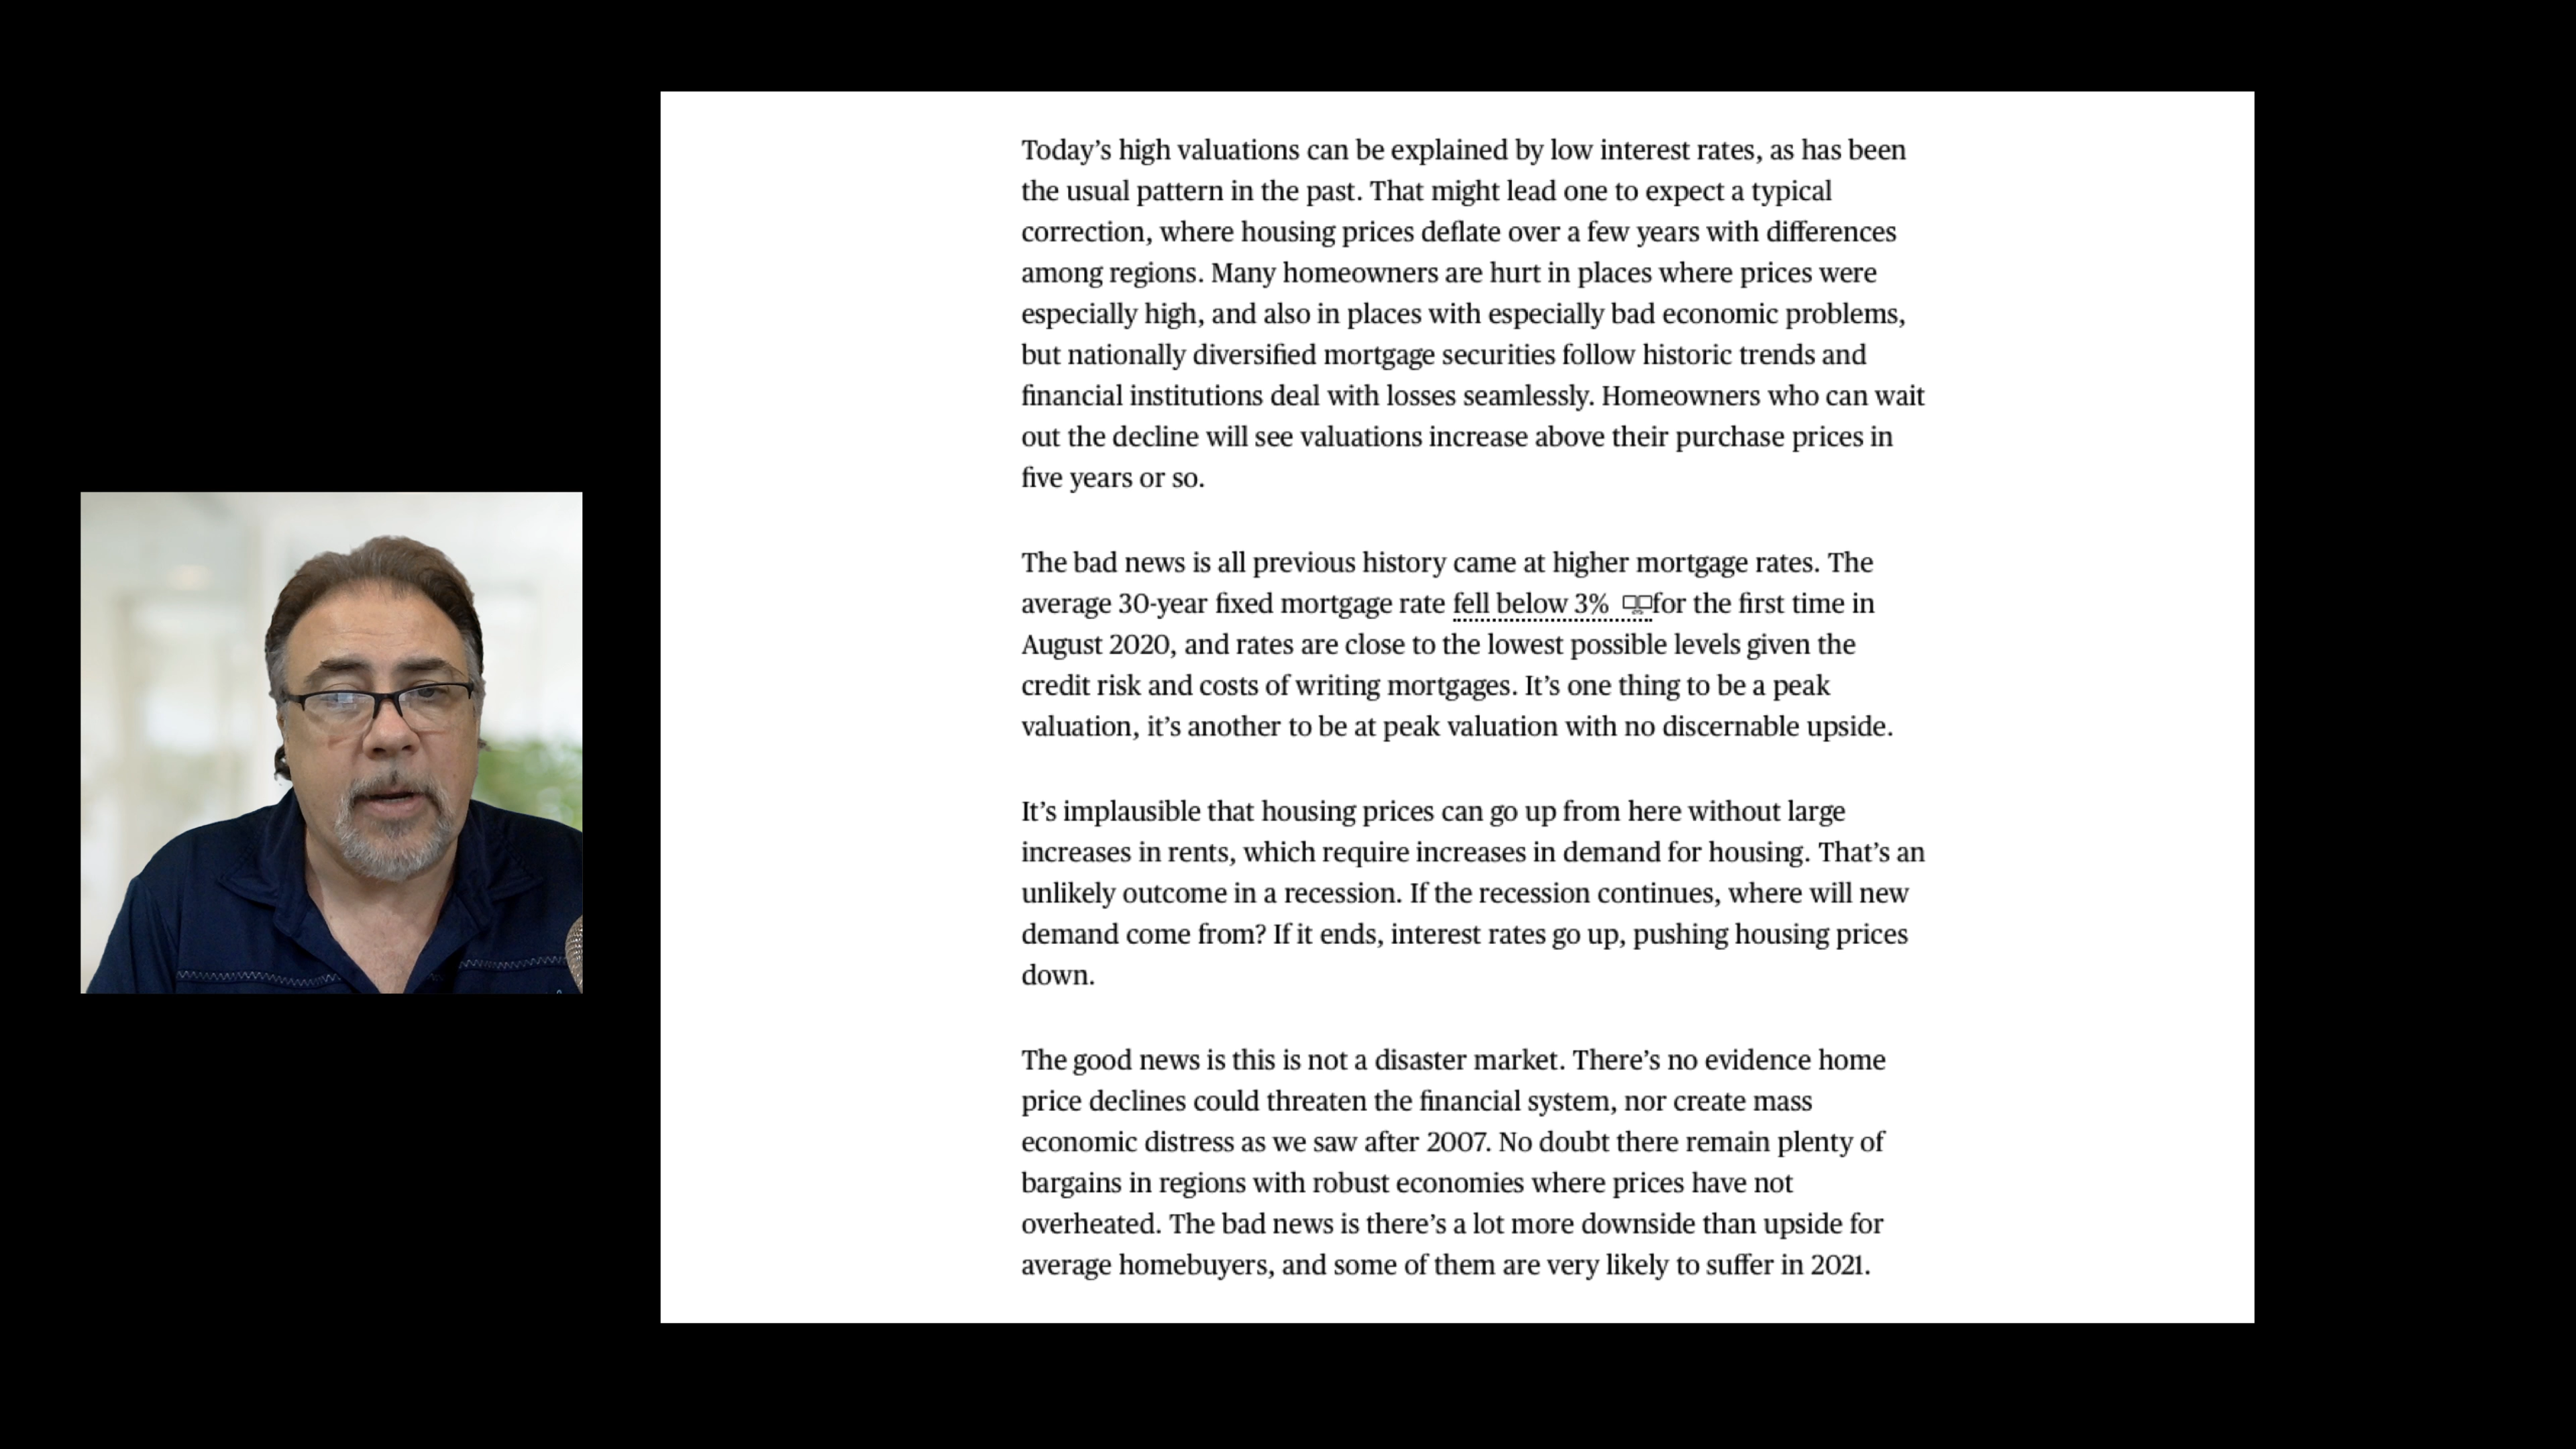 Today’s high valuations can be explained by low interest rates, as has been
the usual pattern in the past. That might lead one to expect a typical
correction, where housing prices deflate over a few years with differences
among regions. Many homeowners are hurt in places where prices were
especially high, and also in places with especially bad economic problems,
but nationally diversified mortgage securities follow historic trends and
financial institutions deal with losses seamlessly. Homeowners who can wait
out the decline will see valuations increase above their purchase prices in
five years or so.
The bad news is all previous history came at higher mortgage rates. The
average 30-year fixed mortgage rate fell below 3% for the first time in
August 2020, and rates are close to the lowest possible levels given the
credit risk and costs of writing mortgages. It’s one thing to be a peak
valuation, it’s another to be at peak valuation with no discernable upside.
It’s implausible that housing prices can go up from here without large
increases in rents, which require increases in demand for housing. That’s an
unlikely outcome in a recession. If the recession continues, where will new
demand come from? If it ends, interest rates go up, pushing housing prices
down.
The good news is this is not a disaster market. There’s no evidence home
price declines could threaten the financial system, nor create mass
economic distress as we saw after 2007. No doubt there remain plenty of
bargains in regions with robust economies where prices have not
overheated. The bad news is there’s a lot more downside than upside for
average homebuyers, and some of them are very likely to suffer in 2021.